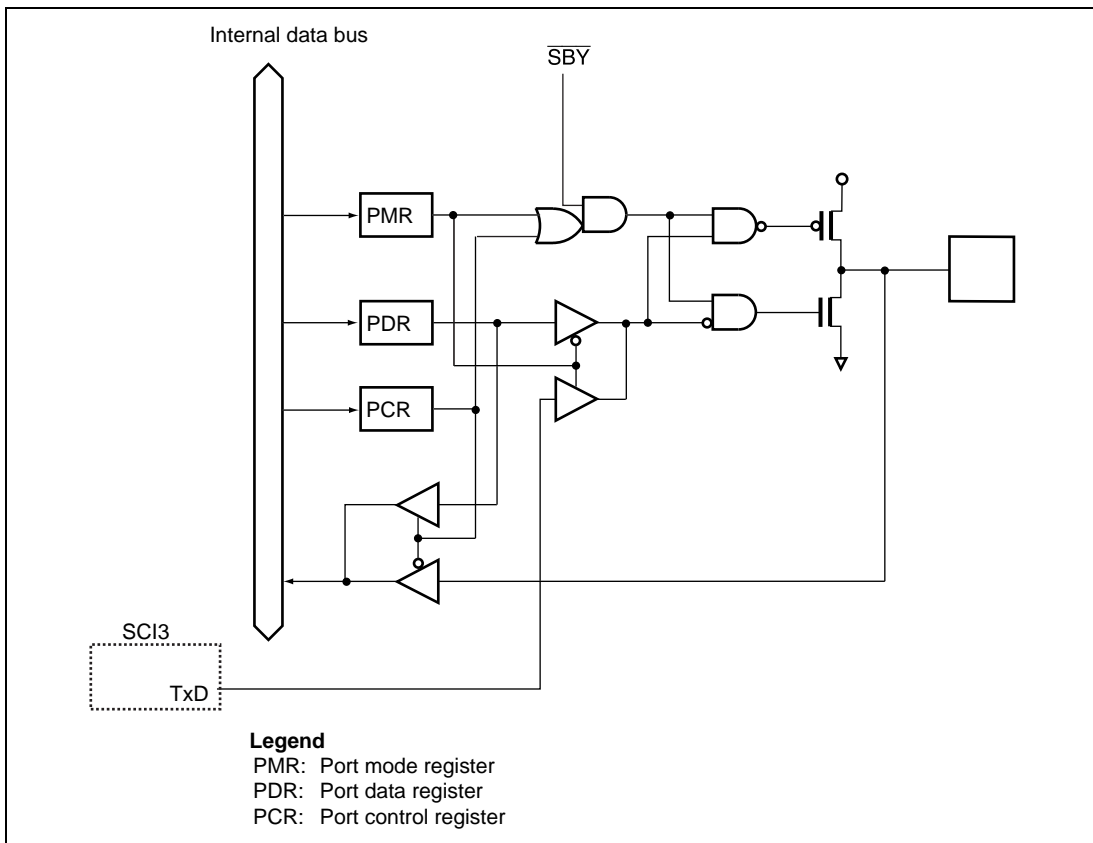 Internal data bus
S̅B̅Y̅
PMR
PDR
PCR
SCI3
TxD
Legend
PMR: Port mode register
PDR: Port data register
PCR: Port control register